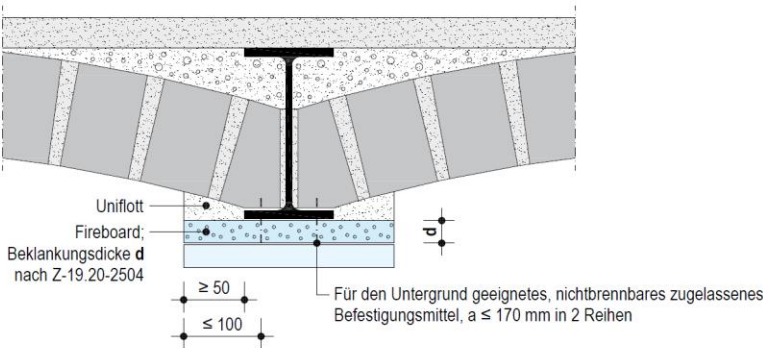 Uniflott
Fireboard;
Beklankungsdicke d
nach Z-19.20-2504
d
≥ 50
≤ 100
Für den Untergrund geeignetes, nichtbrennbares zugelassenes
Befestigungsmittel, a ≤ 170 mm in 2 Reihen